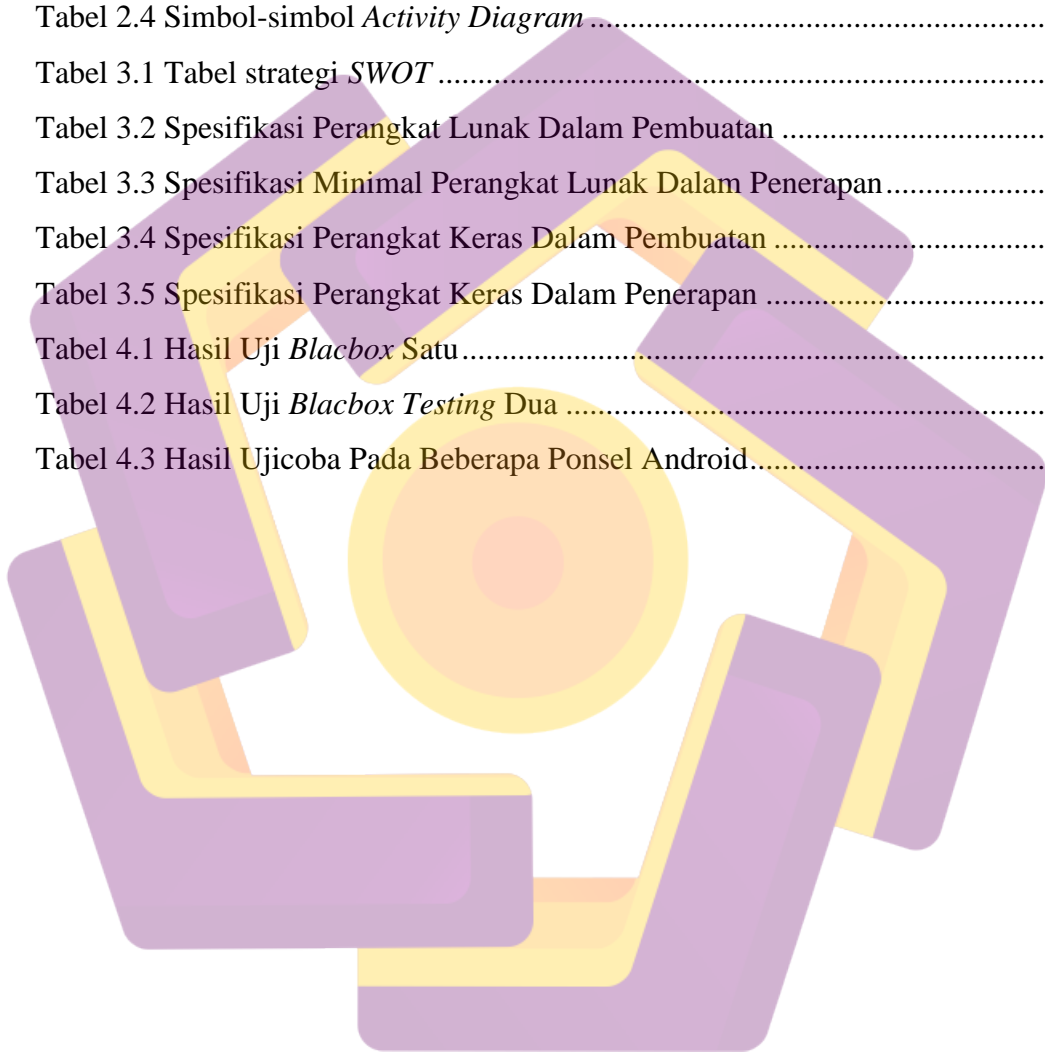 Tabel 2.4 Simbol-simbol Activity Diagram ................................................................
Tabel 3.1 Tabel strategi SWOT ................................................................
Tabel 3.2 Spesifikasi Perangkat Lunak Dalam Pembuatan ................................
Tabel 3.3 Spesifikasi Minimal Perangkat Lunak Dalam Penerapan ....................
Tabel 3.4 Spesifikasi Perangkat Keras Dalam Pembuatan ................................
Tabel 3.5 Spesifikasi Perangkat Keras Dalam Penerapan ................................
Tabel 4.1 Hasil Uji Blacbox Satu ................................................................
Tabel 4.2 Hasil Uji Blacbox Testing Dua ................................................................
Tabel 4.3 Hasil Ujicoba Pada Beberapa Ponsel Android ................................